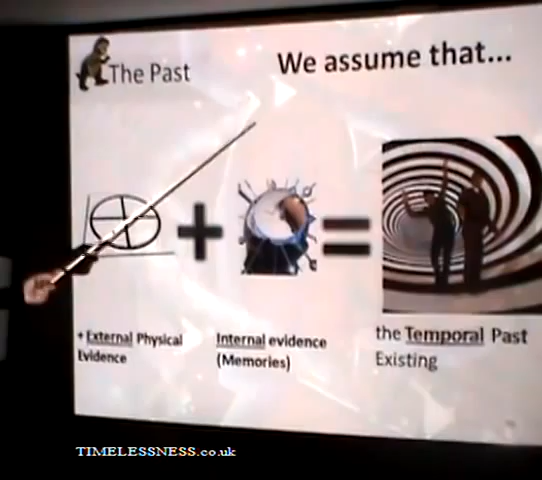 The Past
We assume that...
+ External Physical
Evidence
Internal evidence
(Memories)
the Temporal Past
Existing
TIMELESSNESS.co.uk